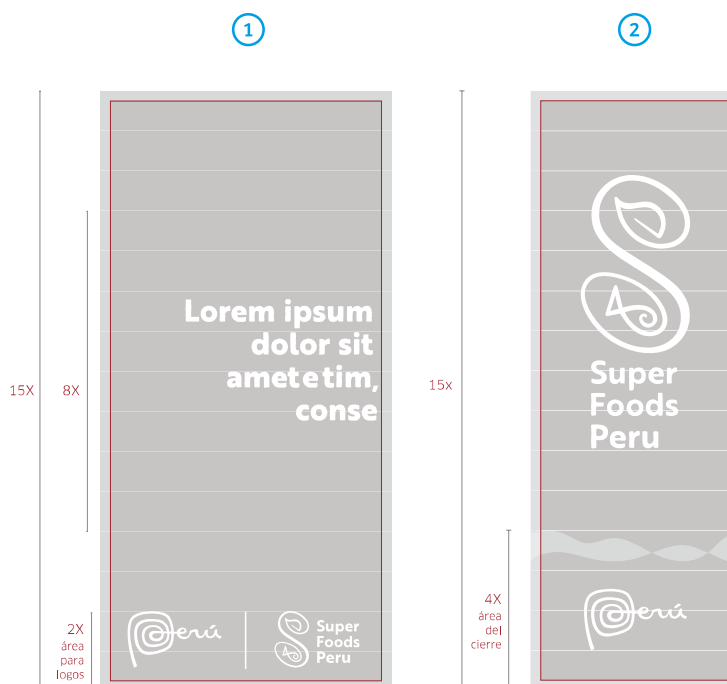 1
2
Lorem ipsum
dolor sit
ametetim,
conse
15X
8X
2X
área
para
logos
Perú
Super
Foods
Peru
15x
Super
Foods
Peru
4X
área
del
cierre
Perú